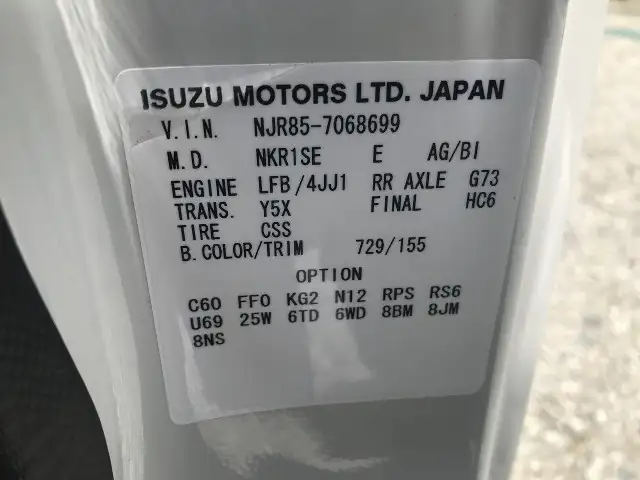 ISUZU MOTORS LTD. JAPAN
V.I.N. NJR85-7068699
M.D. NKR1SE E AG/BI
ENGINE LFB/4JJ1 RR AXLE G73
TRANS. Y5X FINAL HC6
TIRE CSS
B.COLOR/TRIM 729/155
OPTION
C60 FF0 KG2 N12 RPS RS6
U69 25W 6TD 6WD 8BM 8JM
8NS